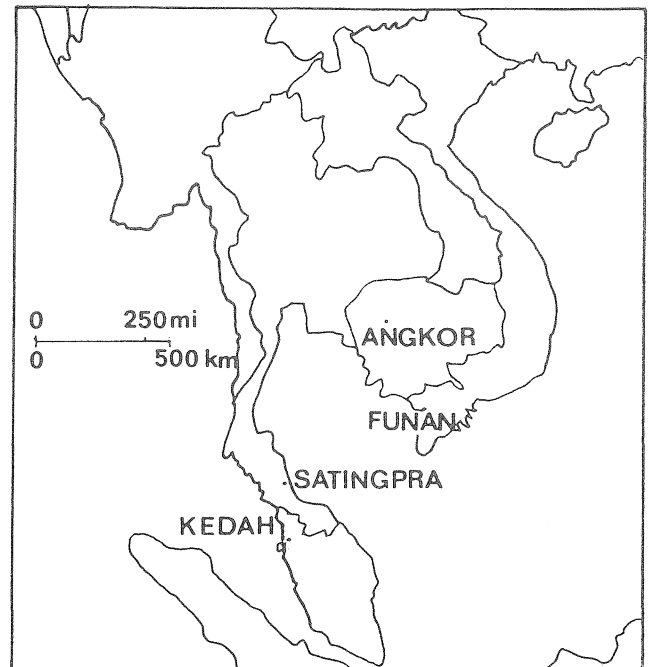 0 250mi
0 500 km
ANGKOR
FUNAN
SATINGPRA
KEDAH